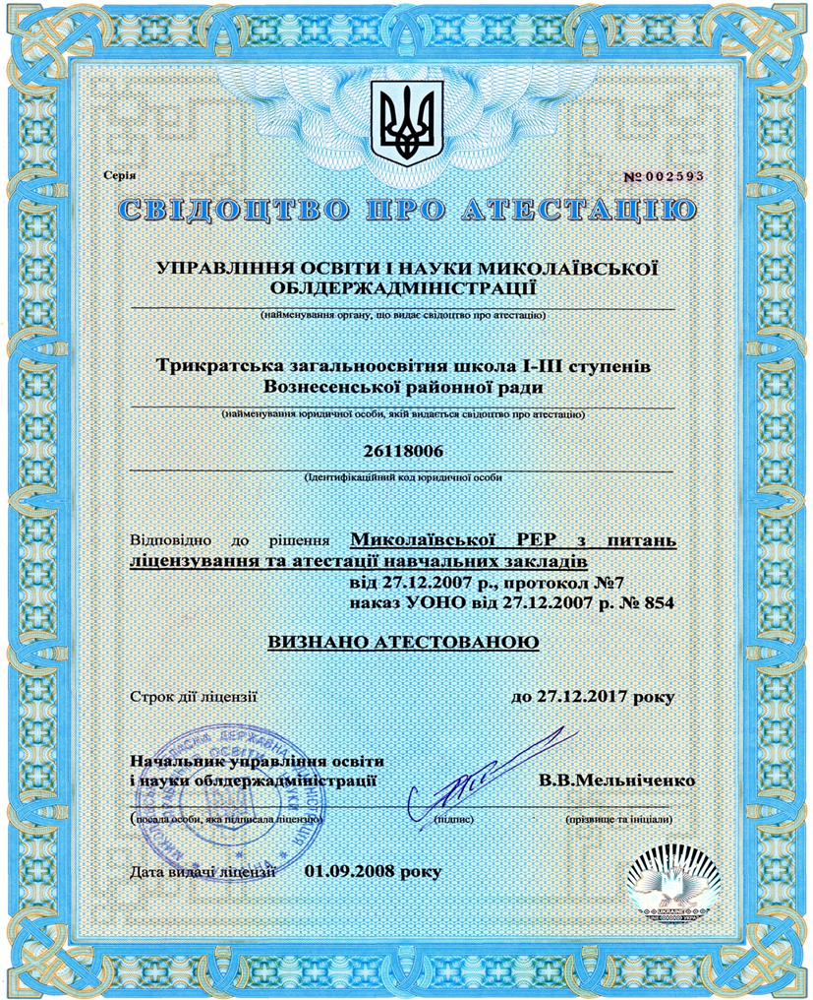 Серія
№ 002593
СВІДОЦТВО ПРО АТЕСТАЦІЮ
УПРАВЛІННЯ ОСВІТИ І НАУКИ МИКОЛАЇВСЬКОЇ
ОБЛДЕРЖАДМІНІСТРАЦІЇ
(найменування органу, що видає свідоцтво про атестацію)
Трикратська загальноосвітня школа І-ІІІ ступенів
Вознесенської районної ради
(найменування юридичної особи, якій видається свідоцтво про атестацію)
26118006
(Ідентифікаційний код юридичної особи
Відповідно до рішення Миколаївської РЕР з питань
ліцензування та атестації навчальних закладів
від 27.12.2007 р., протокол №7
наказ УОНО від 27.12.2007 р. № 854
ВИЗНАНО АТЕСТОВАНОЮ
Строк дії ліцензії до 27.12.2017 року
Начальник управління освіти
і науки облдержадміністрації В.В.Мельніченко
(посада особи, яка підписала ліцензію) (підпис) (прізвище та ініціали)
Дата видачі ліцензії 01.09.2008 року
UKRAINE